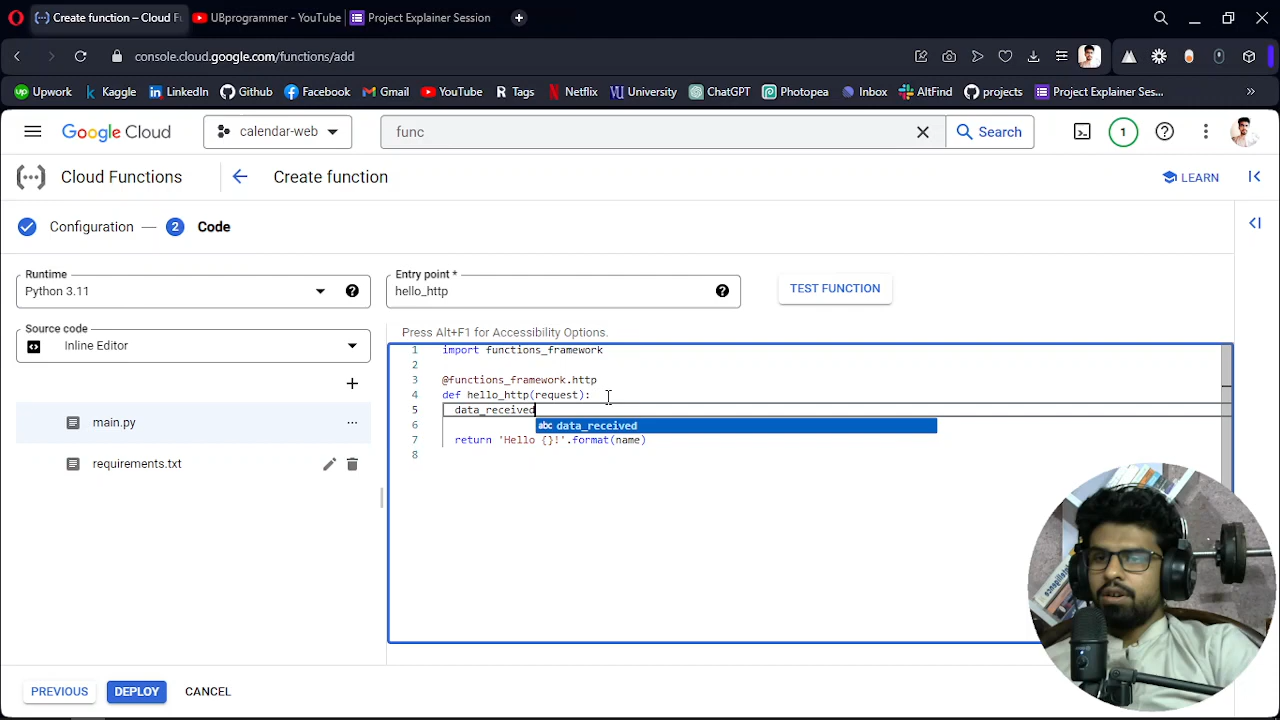 Create function – Cloud F
UBprogrammer - YouTube
Project Explainer Session
console.cloud.google.com/functions/add
Upwork
Kaggle
LinkedIn
Github
Facebook
Gmail
YouTube
R Tags
Netflix
University
ChatGPT
Photopea
Inbox
AltFind
projects
Project Explainer Ses...
Google Cloud
calendar-web
func
Search
1
Cloud Functions
Create function
LEARN
Configuration
2 Code
Runtime
Python 3.11
Entry point *
hello_http
TEST FUNCTION
Source code
Inline Editor
main.py
requirements.txt
Press Alt+F1 for Accessibility Options.
1 import functions_framework
2
3 @functions_framework.http
4 def hello_http(request):
5 data_received
abc data_received
6
7 return 'Hello {}!'.format(name)
8
PREVIOUS
DEPLOY
CANCEL